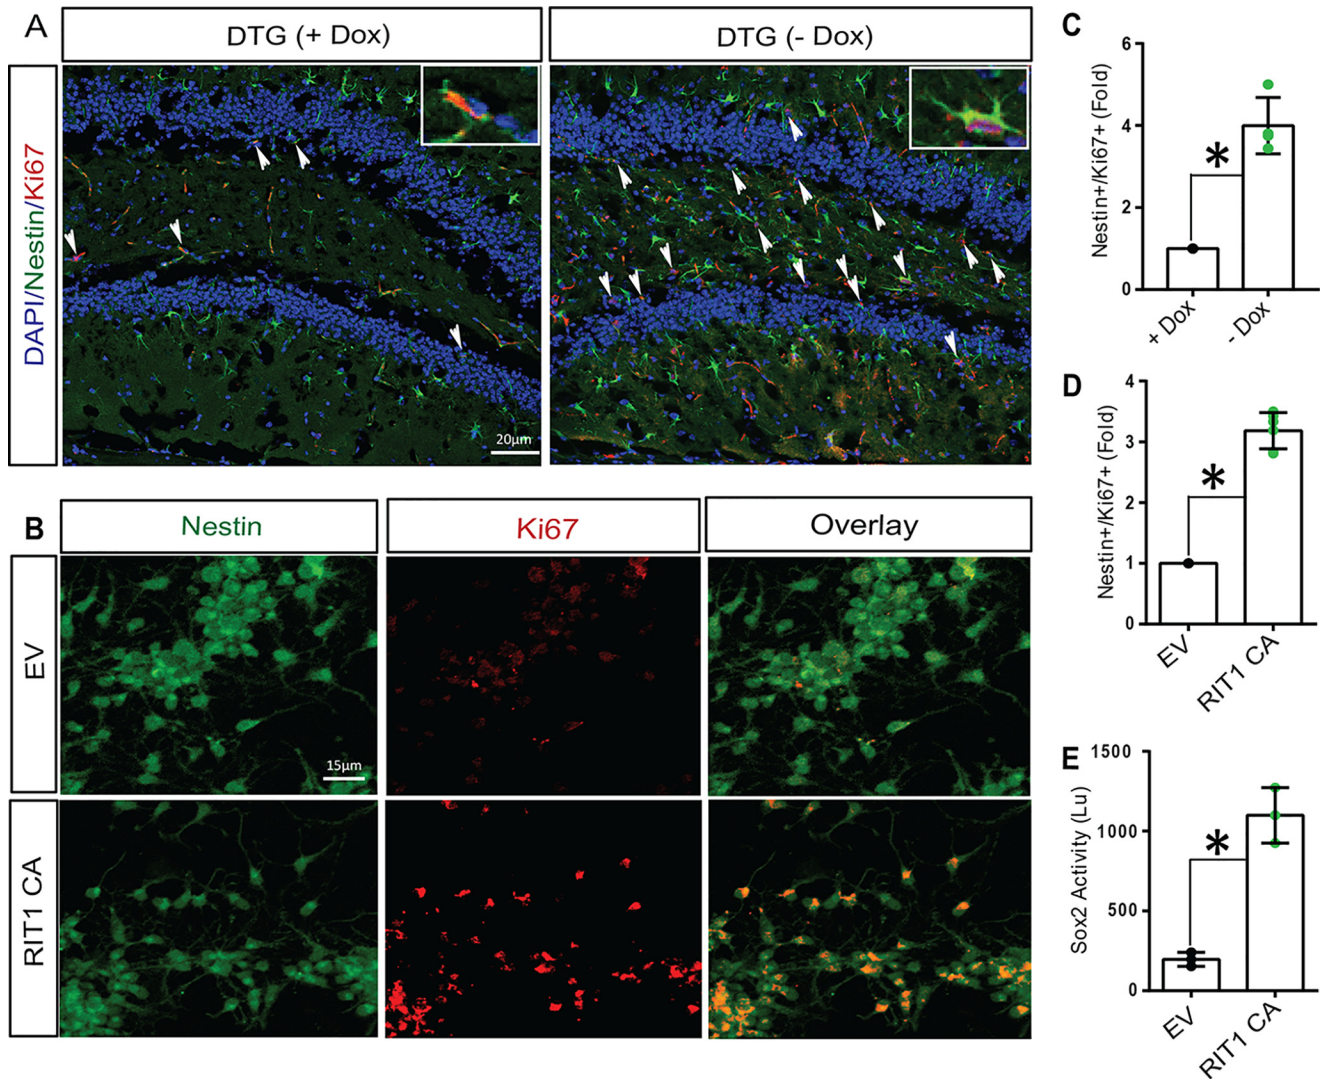 A
DTG (+ Dox)
DTG (- Dox)
DAPI/Nestin/Ki67
20µm
B
Nestin
Ki67
Overlay
EV
15µm
RIT1 CA
C
Nestin+/Ki67+ (Fold)
6
4
2
0
*
+ Dox
- Dox
D
Nestin+/Ki67+ (Fold)
4
3
2
1
0
*
EV
RIT1 CA
E
Sox2 Activity (Lu)
1500
1000
500
0
*
EV
RIT1 CA